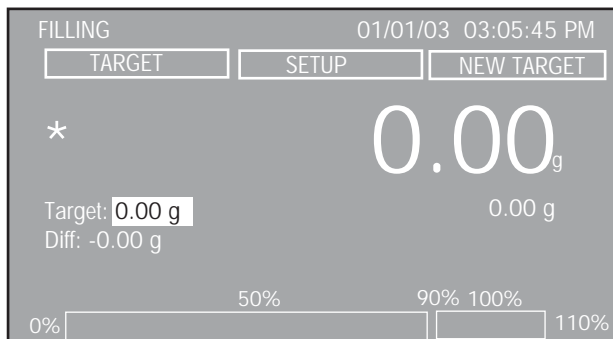 FILLING 01/01/03 03:05:45 PM
TARGET SETUP NEW TARGET
* 0.00 g
Target: 0.00 g 0.00 g
Diff: -0.00 g
50% 90% 100%
0% 110%